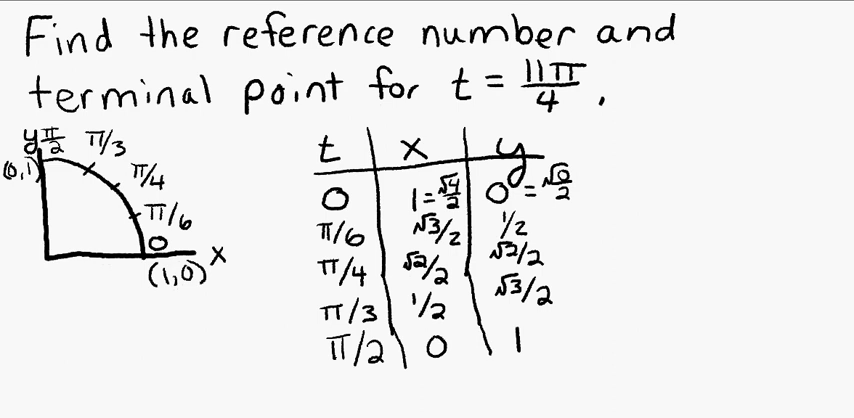 Find the reference number and
terminal point for t = 11π/4 .
y π/2 π/3
(0,1) π/4
π/6
0 x
(1,0)
t x y
0 1=√4/2 0=√0/2
π/6 √3/2 1/2
π/4 √2/2 √2/2
π/3 1/2 √3/2
π/2 0 1